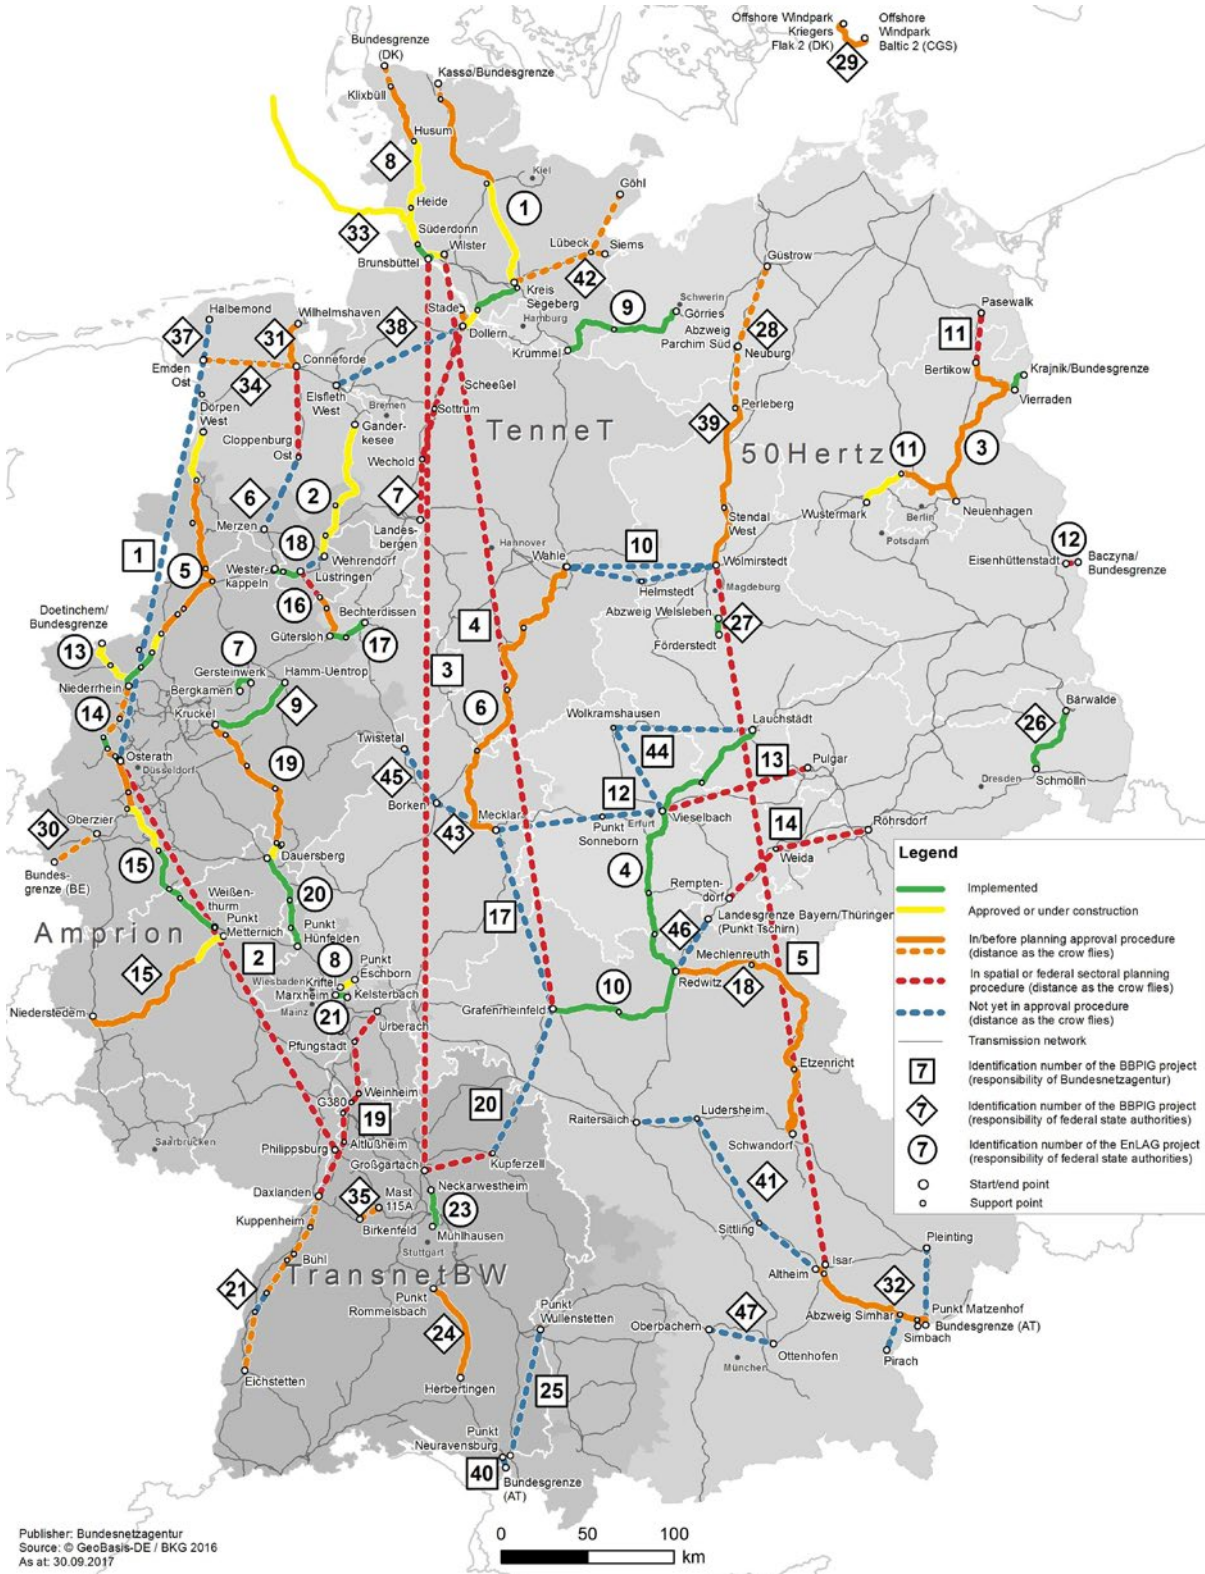 Bundesgrenze
(DK)
Offshore Windpark
Kriegers
Flak 2 (DK)
Offshore
Windpark
Baltic 2 (CGS)
29
Kassø/Bundesgrenze
Klixbüll
Husum
8
Kiel
Göhl
1
Heide
33
Süderdonn
Wilster
Lübeck
Siems
Brunsbüttel
42
Güstrow
Kreis
Segeberg
Halbemond
Wilhelmshaven
Stade
Hamburg
9
Schwerin
Görries
Pasewalk
37
31
38
Dollern
Abzweig
Parchim Süd
28
Neuburg
11
Emden
Ost
Conneforde
Krümmel
Bertikow
Krajnik/Bundesgrenze
34
Elsfleth
West
Scheeßel
Vierraden
Dörpen
West
Bremen
Sottrum
Perleberg
39
Cloppenburg
Ost
Gander-
kesee
TenneT
50Hertz
11
3
Wechold
6
2
7
Wustermark
Berlin
Neuenhagen
Merzen
Landes-
bergen
Stendal
West
Potsdam
1
18
Hannover
Wahle
10
Wolmirstedt
12
Wehrendorf
Eisenhüttenstadt
Baczyna/
Bundesgrenze
5
Wester-
kappeln
Lüstringen
Helmstedt
Magdeburg
16
Bechterdissen
Abzweig Welsleben
27
Doetinchem/
Bundesgrenze
4
Gütersloh
17
Förderstedt
13
7
3
Gersteinwerk
Hamm-Uentrop
Niederrhein
Bergkamen
9
6
Bärwalde
14
Kruckel
Wolkramshausen
Lauchstädt
26
Twistetal
44
13
Pulgar
Osterath
Düsseldorf
19
45
Dresden
Schmölln
12
Borken
Oberzier
Mecklar
Erfurt
Vieselbach
30
43
Punkt
Sonneborn
14
Röhrsdorf
Dauersberg
Weida
Bundes-
grenze (BE)
15
4
20
Rempten-
dorf
Weißen-
thurm
17
Landesgrenze Bayern/Thüringen
(Punkt Tschirn)
Punkt
Metternich
Punkt
Hünfelden
46
Amprion
2
Mechlenreuth
5
15
8
Punkt
Eschborn
Wiesbaden
Kriftel
Redwitz
18
Marxheim
Kelsterbach
10
Niederstedem
Mainz
21
Grafenrheinfeld
Urberach
Pfungstadt
Etzenricht
Weinheim
20
G380
19
Raitersaich
Ludersheim
Saarbrücken
Philippsburg
Altlußheim
Schwandorf
Großgartach
Kupferzell
Daxlanden
35
Mast
115A
Neckarwestheim
41
23
Kuppenheim
Birkenfeld
Mühlhausen
Sittling
Pleinting
Stuttgart
Bühl
Isar
TransnetBW
Altheim
32
21
Punkt
Rommelsbach
Punkt
Wullenstetten
47
Abzweig Simhar
Punkt Matzenhof
Bundesgrenze (AT)
Oberbachern
Simbach
24
Ottenhofen
Pirach
München
Eichstetten
Herbertingen
25
Punkt
Neuravensburg
40
Bundesgrenze
(AT)
Legend
Implemented
Approved or under construction
In/before planning approval procedure
(distance as the crow flies)
In spatial or federal sectoral planning
procedure (distance as the crow flies)
Not yet in approval procedure
(distance as the crow flies)
Transmission network
7 Identification number of the BBPlG project
(responsibility of Bundesnetzagentur)
7 Identification number of the BBPlG project
(responsibility of federal state authorities)
7 Identification number of the EnLAG project
(responsibility of federal state authorities)
Start/end point
Support point
Publisher: Bundesnetzagentur
Source: © GeoBasis-DE / BKG 2016
As at: 30.09.2017
0 50 100
km